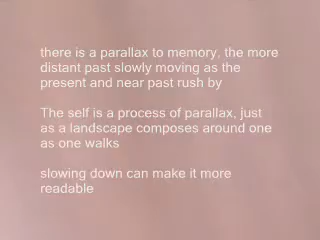 there is a parallax to memory, the more
distant past slowly moving as the
present and near past rush by
The self is a process of parallax, just
as a landscape composes around one
as one walks
slowing down can make it more
readable